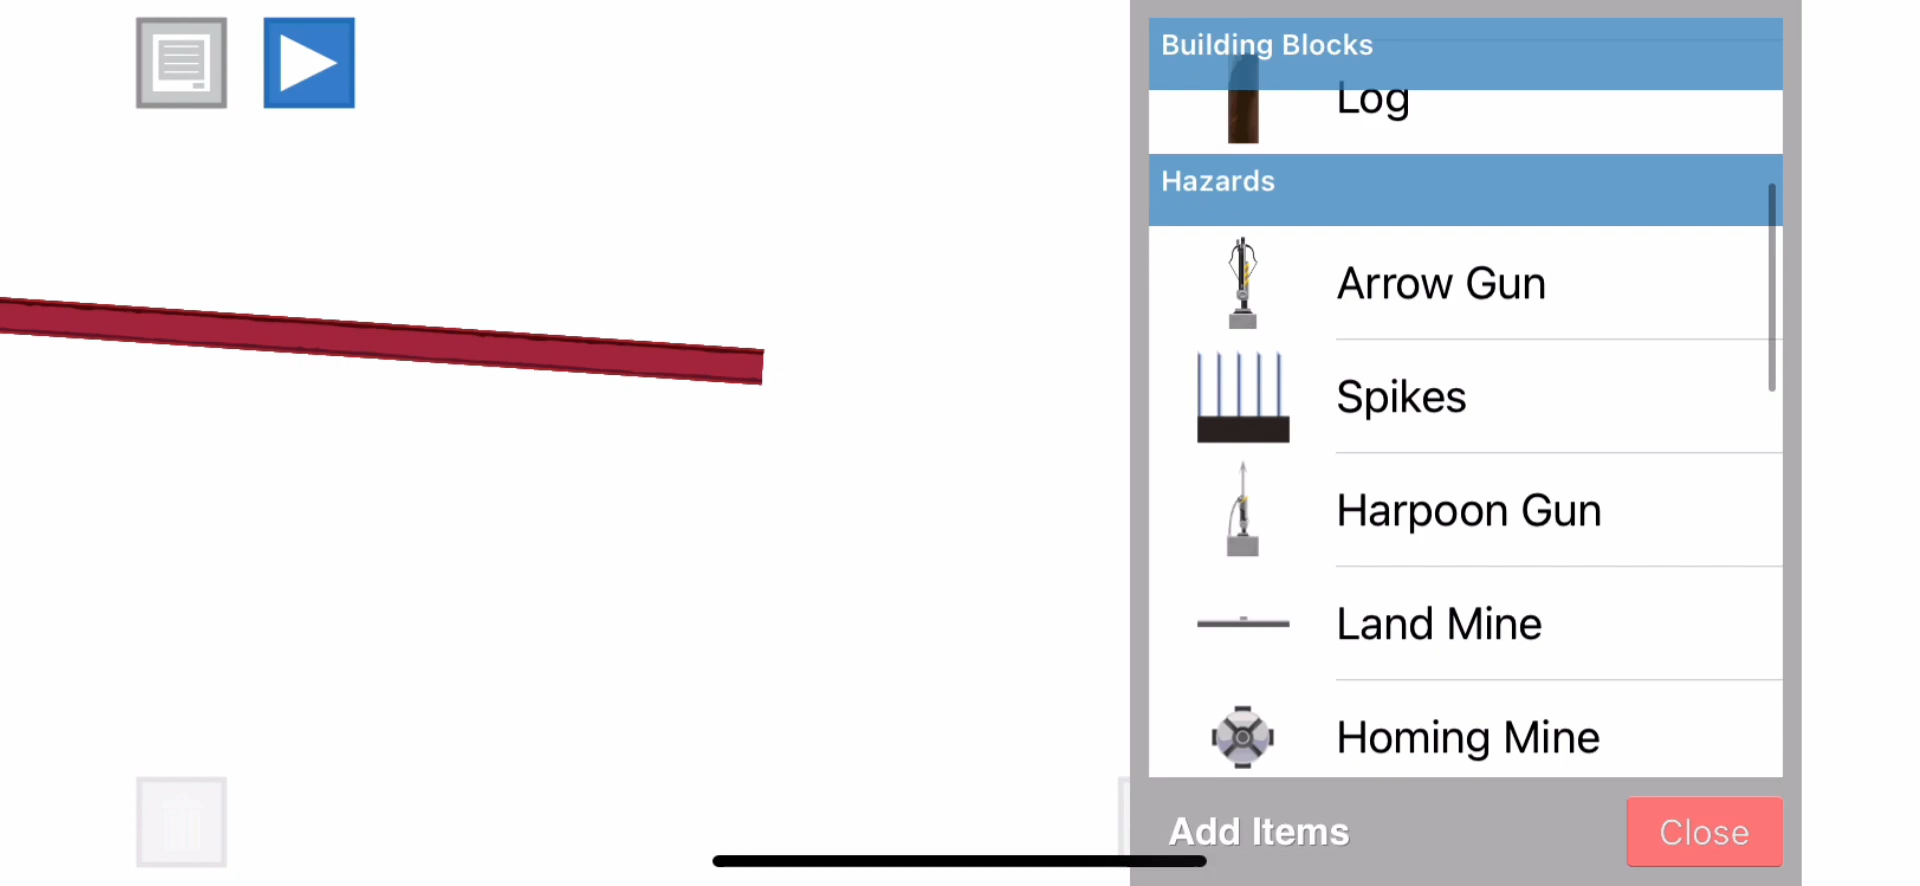 Building Blocks
Log
Hazards
Arrow Gun
Spikes
Harpoon Gun
Land Mine
Homing Mine
Add Items
Close